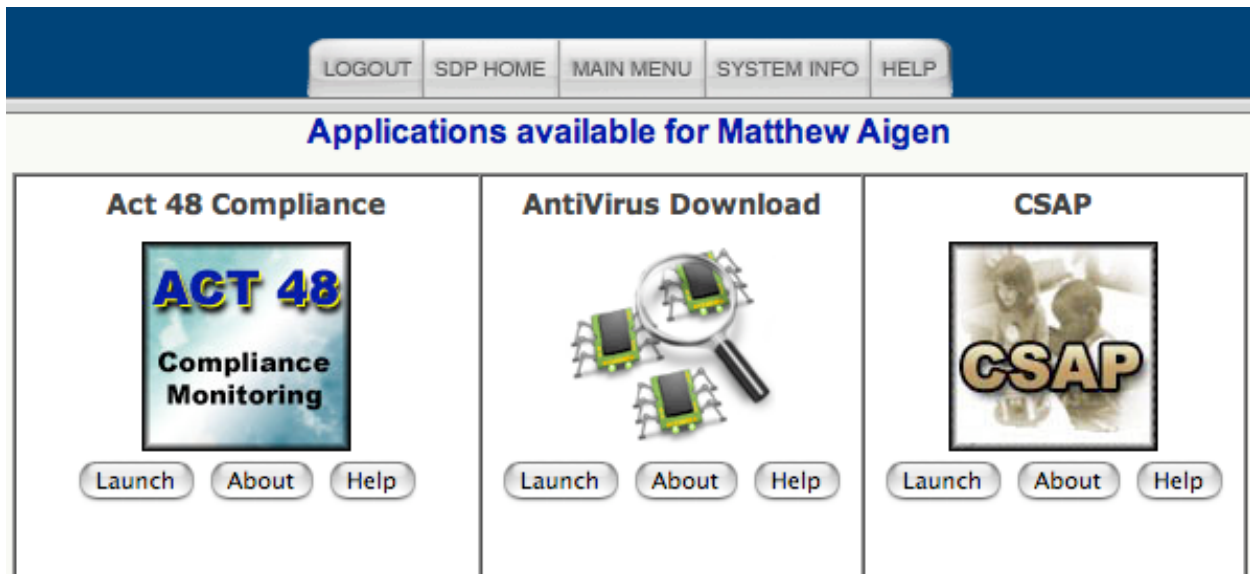 LOGOUT SDP HOME MAIN MENU SYSTEM INFO HELP
Applications available for Matthew Aigen
Act 48 Compliance
ACT 48
Compliance
Monitoring
Launch About Help
AntiVirus Download
Launch About Help
CSAP
CSAP
Launch About Help